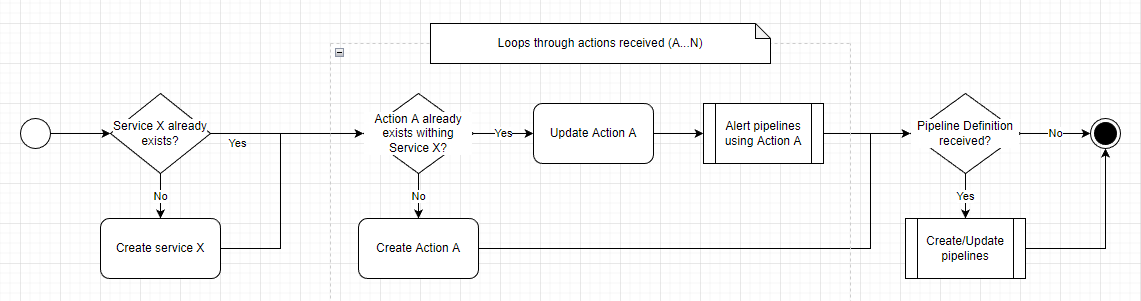 Loops through actions received (A...N)
Service X already
exists?
Yes
No
Create service X
Action A already
exists withing
Service X?
Yes
No
Create Action A
Update Action A
Alert pipelines
using Action A
Pipeline Definition
received?
No
Yes
Create/Update
pipelines